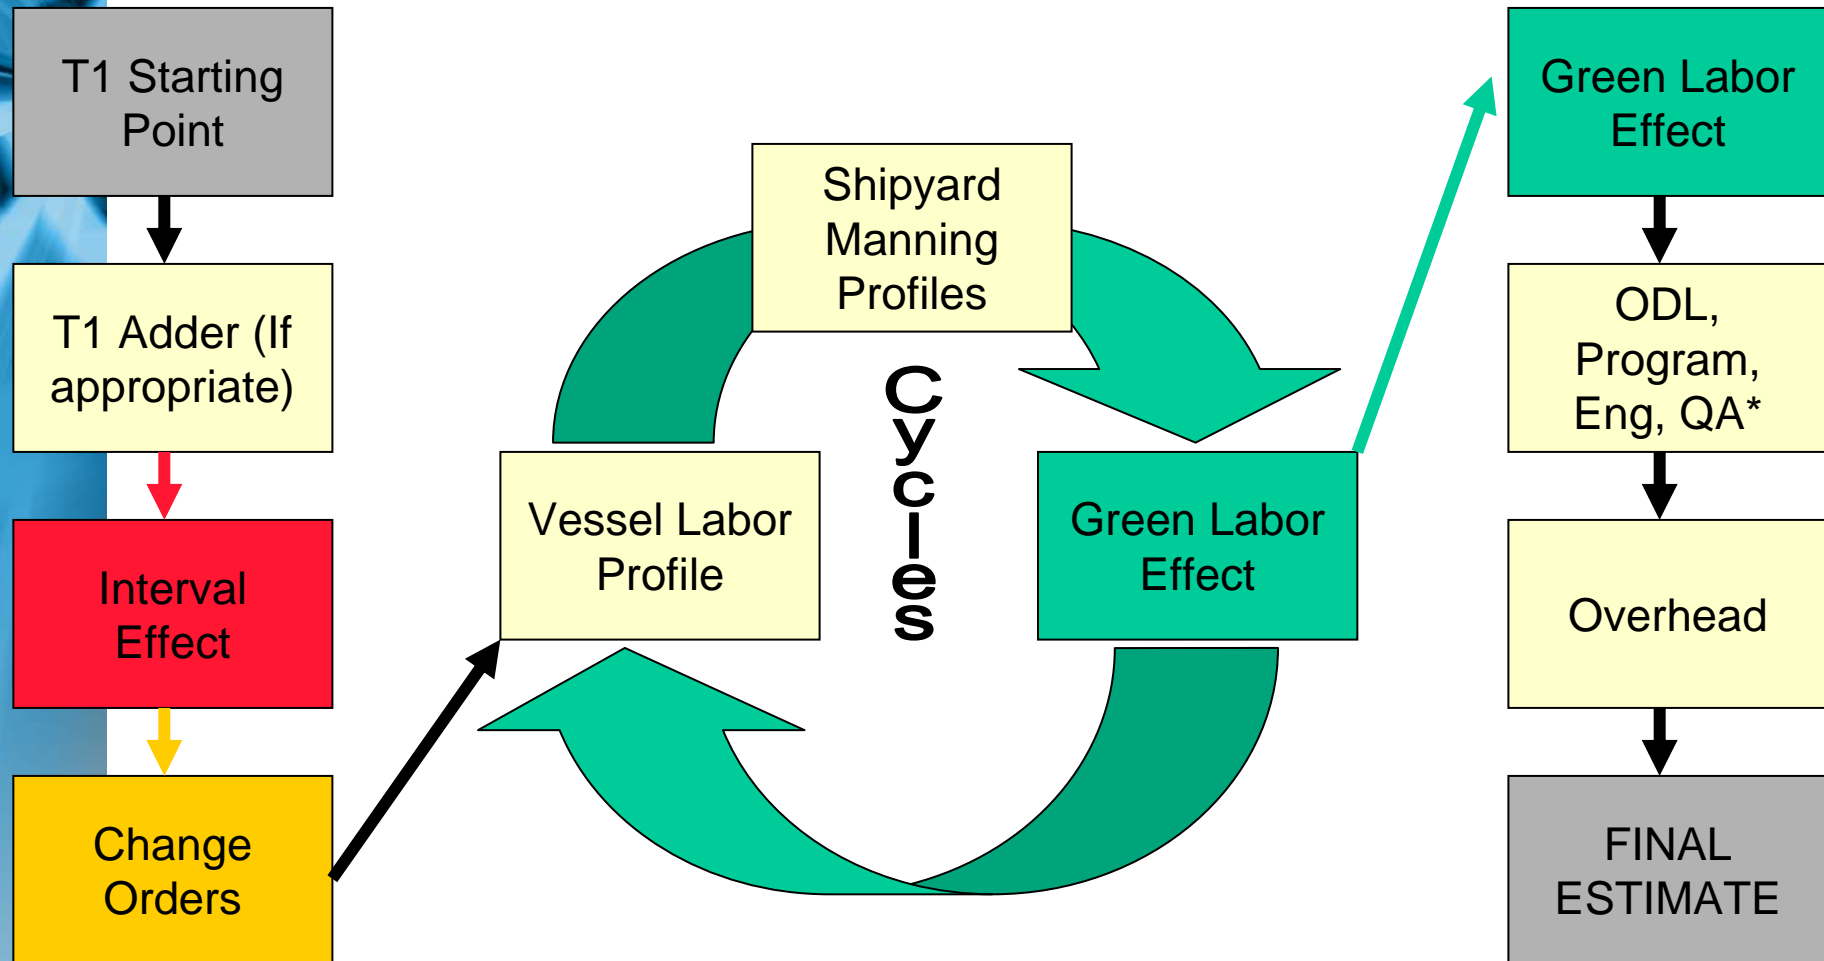 T1 Starting
Point
T1 Adder (If
appropriate)
Interval
Effect
Change
Orders
Shipyard
Manning
Profiles
Cycles
Vessel Labor
Profile
Green Labor
Effect
Green Labor
Effect
ODL,
Program,
Eng, QA*
Overhead
FINAL
ESTIMATE